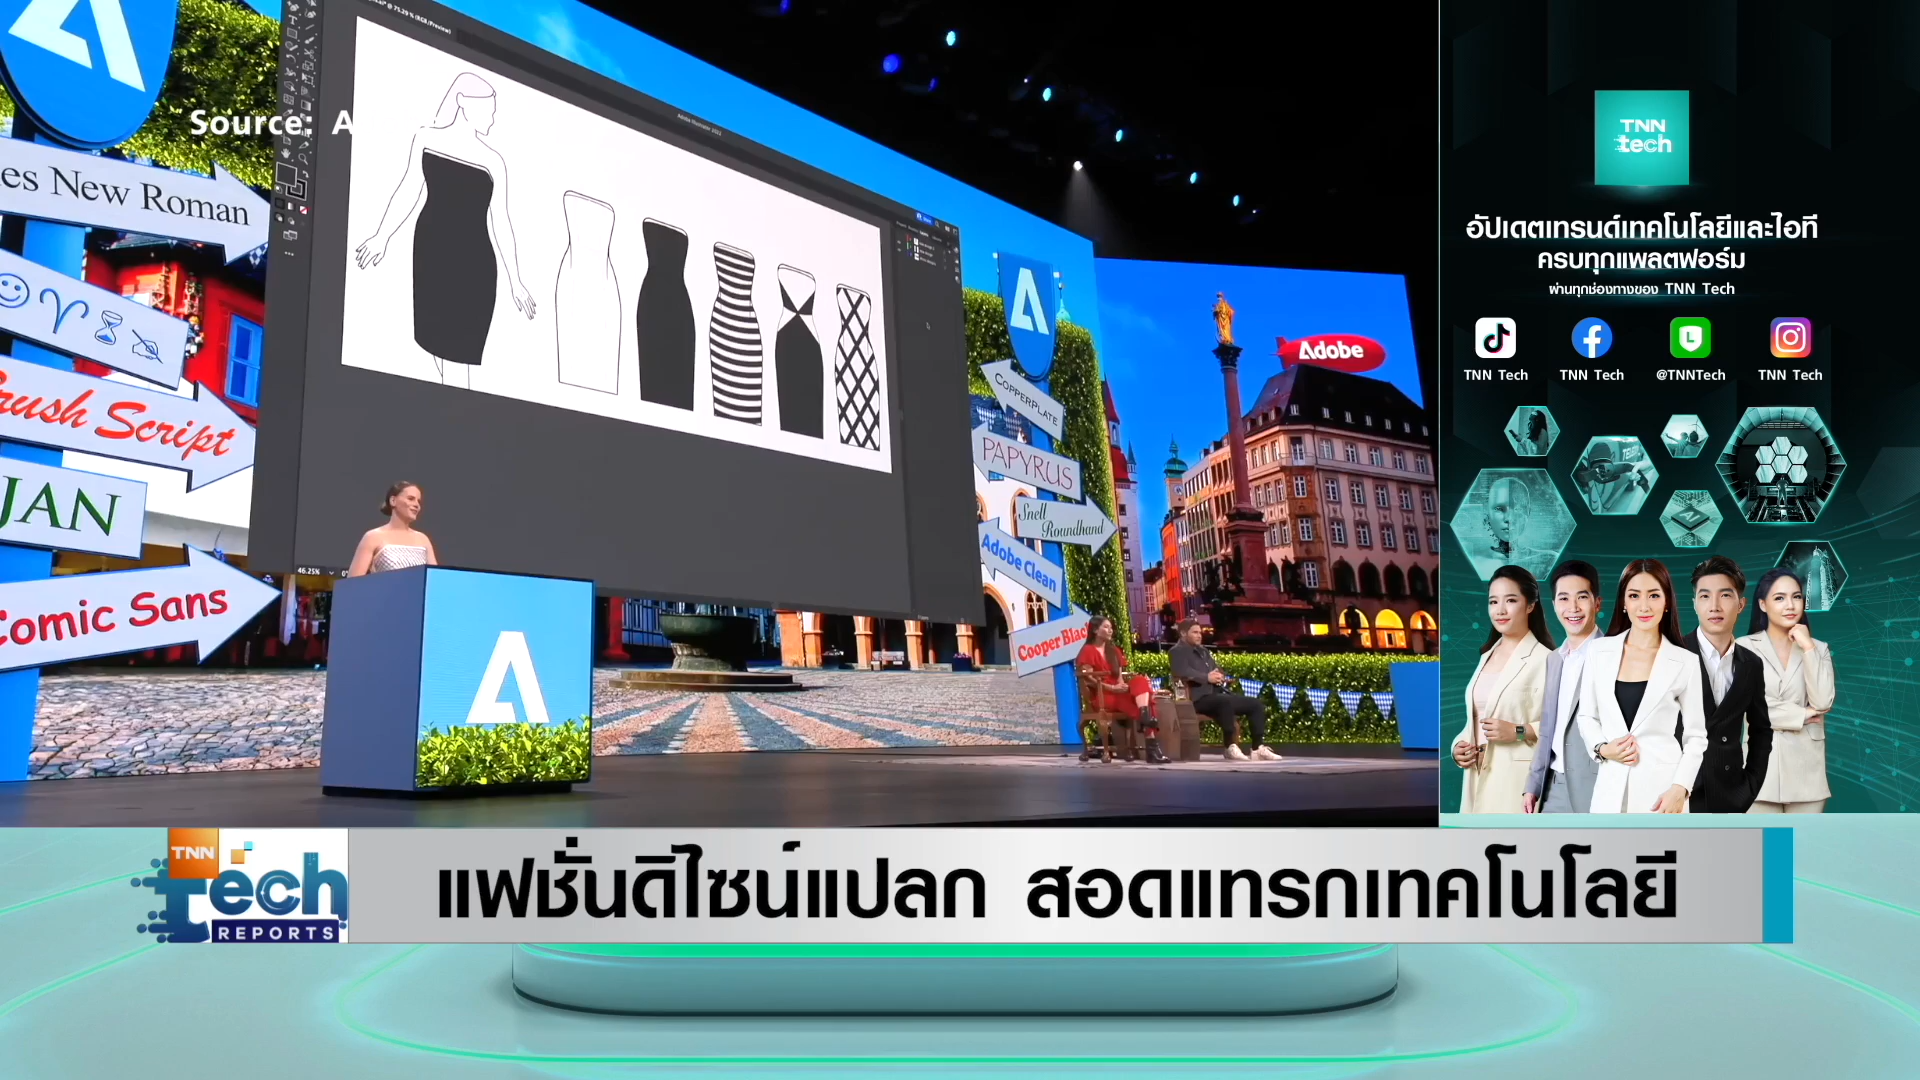 Source: A
es New Roman
rush Script
JAN
Comic Sans
46.25%
COPPERPLATE
PAPYRUS
Snell
Roundhand
Adobe Clean
Cooper Blac
Adobe
TNN
tech
อัปเดตเทรนด์เทคโนโลยีและไอที
ครบทุกแพลตฟอร์ม
ผ่านทุกช่องทางของ TNN Tech
TNN Tech
TNN Tech
@TNNTech
TNN Tech
AI
TNN
Tech
REPORTS
แฟชั่นดิไซน์แปลก สอดแทรกเทคโนโลยี